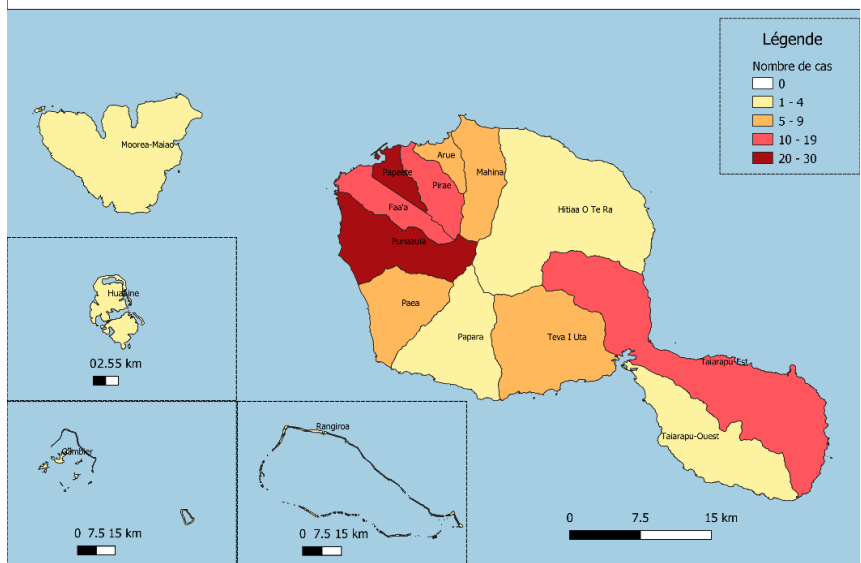 Légende
Nombre de cas
0
1 - 4
5 - 9
10 - 19
20 - 30
Moorea-Maiao
Arue
Mahina
Papeete
Pirae
Faa'a
Hitiaa O Te Ra
Punaauia
Huahine
Paea
Papara
Teva I Uta
02.55 km
Taiarapu-Est
Taiarapu-Ouest
Rangiroa
Gambier
0 7.5 15 km
0 7.5 15 km
0 7.5 15 km